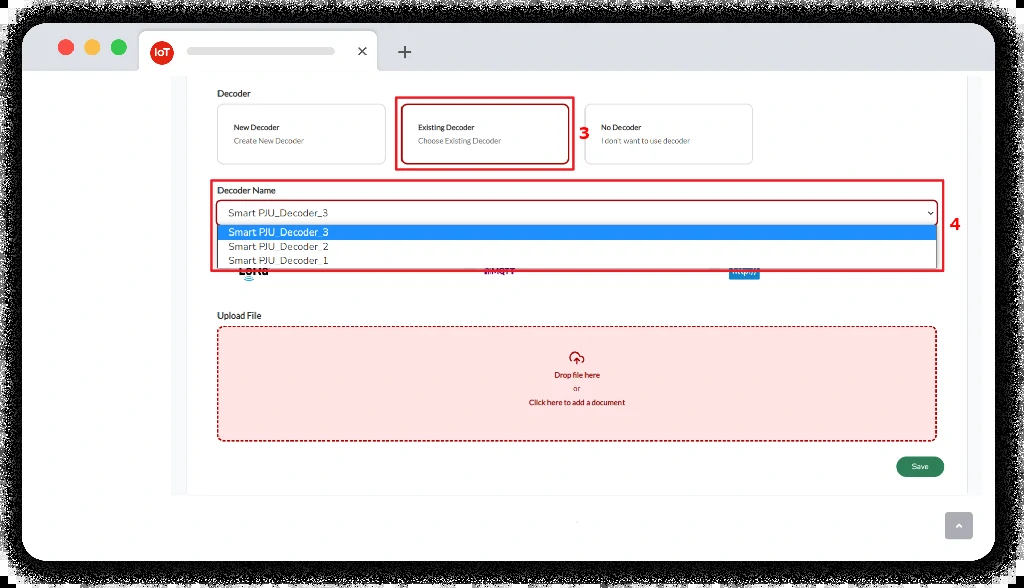 IoT
Decoder
New Decoder
Create New Decoder
Existing Decoder
Choose Existing Decoder
3
No Decoder
I don't want to use decoder
Decoder Name
Smart PJU_Decoder_3
4
Smart PJU_Decoder_3
Smart PJU_Decoder_2
Smart PJU_Decoder_1
MQTT
http://
Upload File
Drop file here
or
Click here to add a document
Save